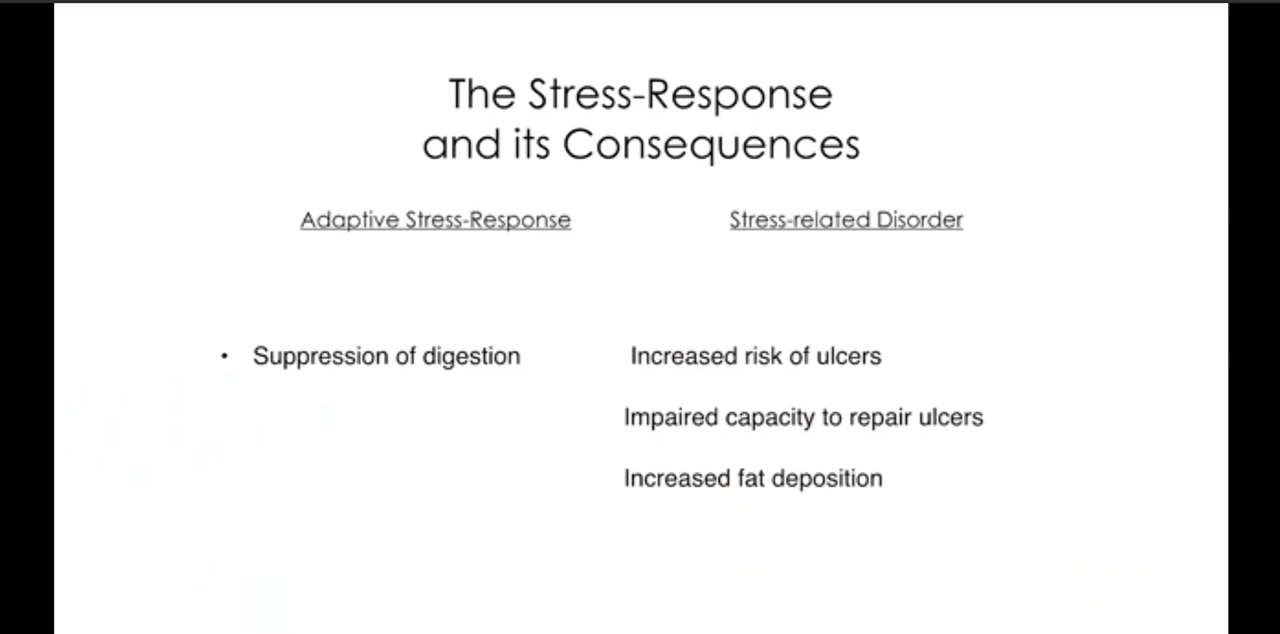 The Stress-Response
and its Consequences
Adaptive Stress-Response
Stress-related Disorder
• Suppression of digestion
Increased risk of ulcers
Impaired capacity to repair ulcers
Increased fat deposition